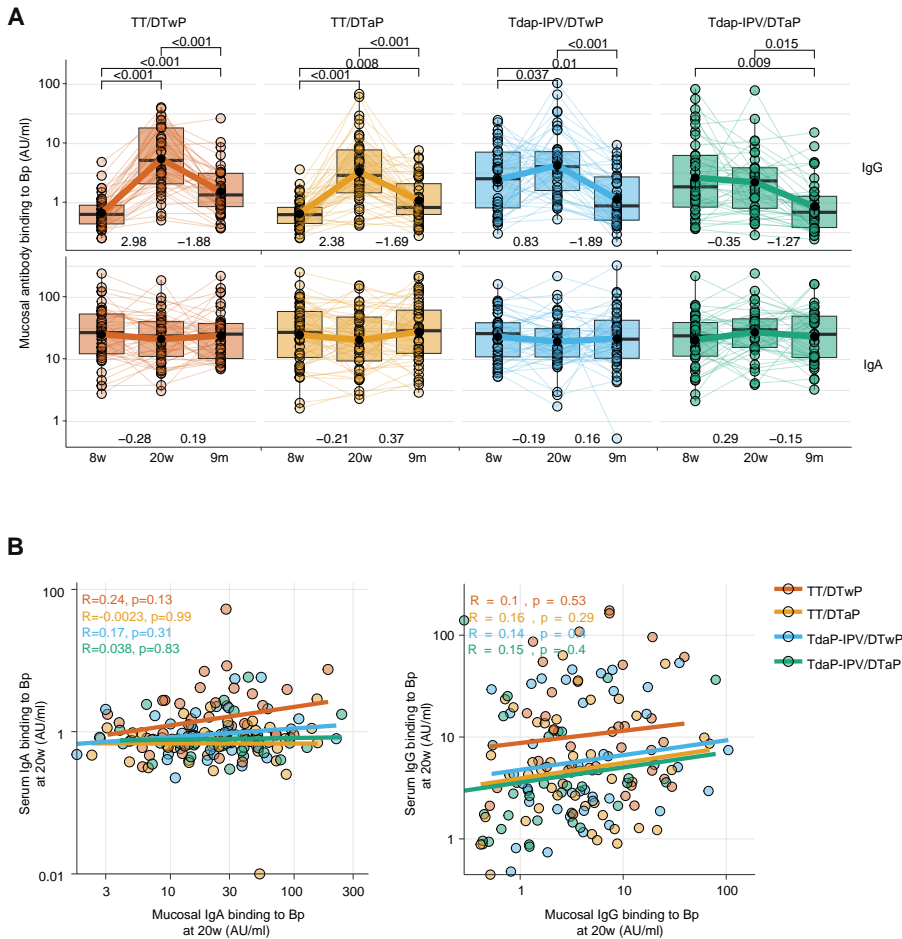 A
TT/DTwP
TT/DTaP
Tdap-IPV/DTwP
Tdap-IPV/DTaP
<0.001
<0.001
<0.001
0.015
<0.001
0.008
0.01
0.009
<0.001
<0.001
0.037
Mucosal antibody binding to Bp (AU/ml)
100
10
1
IgG
2.98
−1.88
2.38
−1.69
0.83
−1.89
−0.35
−1.27
100
10
1
IgA
−0.28
0.19
−0.21
0.37
−0.19
0.16
0.29
−0.15
8w
20w
9m
8w
20w
9m
8w
20w
9m
8w
20w
9m
B
Serum IgA binding to Bp
at 20w (AU/ml)
100
1
0.01
R=0.24, p=0.13
R=-0.0023, p=0.99
R=0.17, p=0.31
R=0.038, p=0.83
3
10
30
100
300
Mucosal IgA binding to Bp
at 20w (AU/ml)
Serum IgG binding to Bp
at 20w (AU/ml)
100
10
1
R = 0.1 , p = 0.53
R = 0.16 , p = 0.29
R = 0.14 , p = 0.4
R = 0.15 , p = 0.4
1
10
100
Mucosal IgG binding to Bp
at 20w (AU/ml)
TT/DTwP
TT/DTaP
TdaP-IPV/DTwP
TdaP-IPV/DTaP